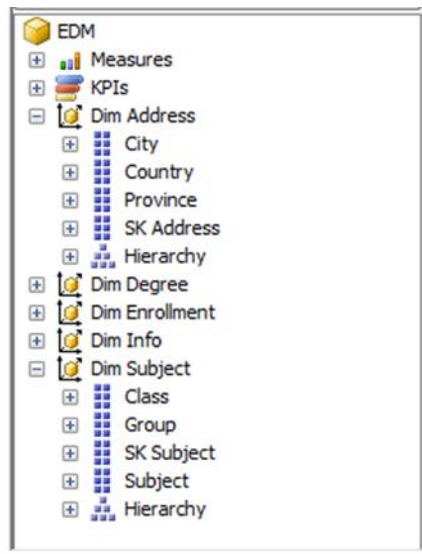 EDM
Measures
KPIs
Dim Address
City
Country
Province
SK Address
Hierarchy
Dim Degree
Dim Enrollment
Dim Info
Dim Subject
Class
Group
SK Subject
Subject
Hierarchy